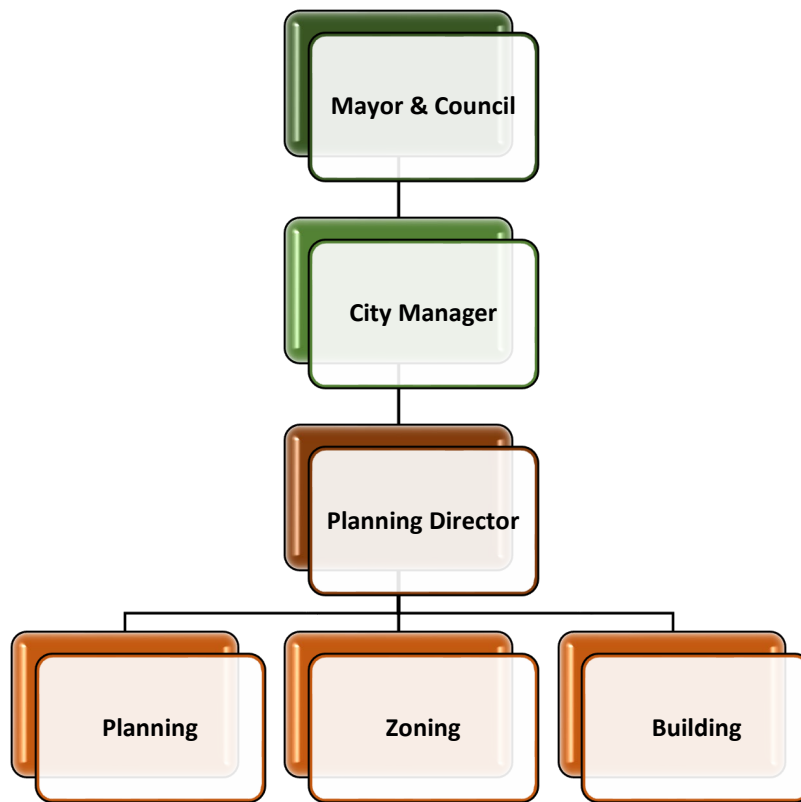 Mayor & Council
City Manager
Planning Director
Planning
Zoning
Building